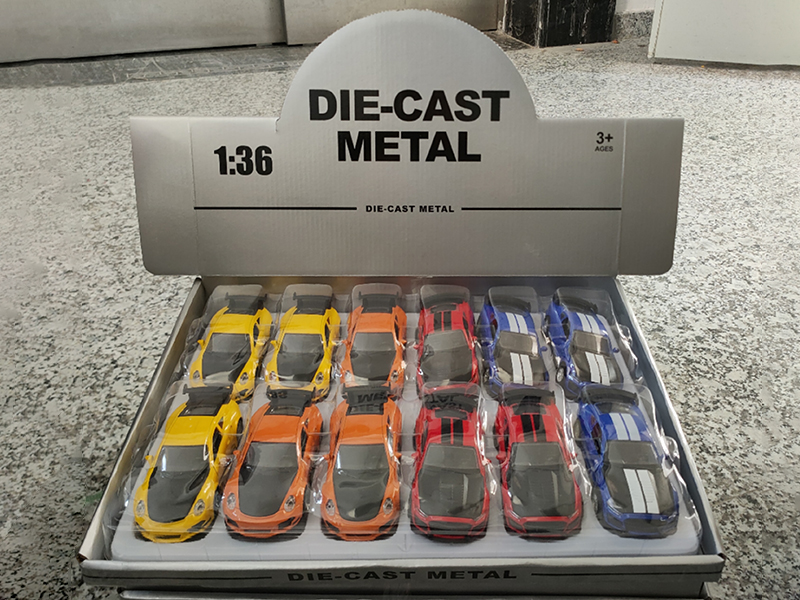 DIE-CAST
METAL
1:36
3+
AGES
DIE-CAST METAL
DIE-CAST METAL